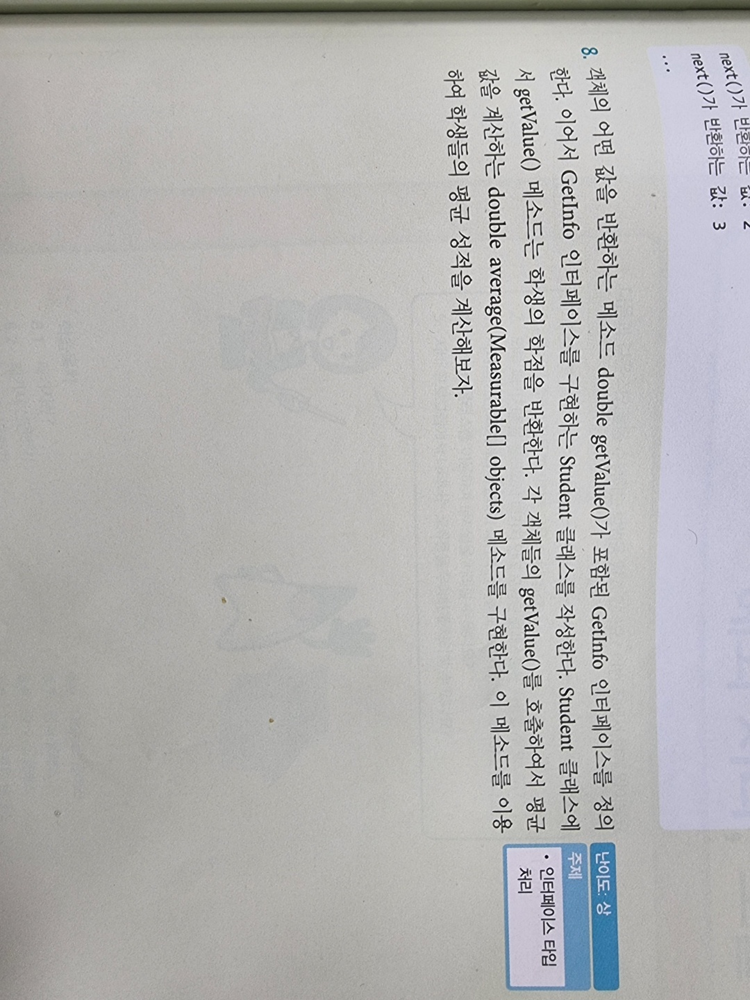 next()가 반환하는 값: 2
next()가 반환하는 값: 3
...
8. 객체의 어떤 값을 반환하는 메소드 double getValue()가 포함된 GetInfo 인터페이스를 정의
한다. 이어서 GetInfo 인터페이스를 구현하는 Student 클래스를 작성한다. Student 클래스에
서 getValue() 메소드는 학생의 학점을 반환한다. 각 객체들의 getValue()를 호출하여서 평균
값을 계산하는 double average(Measurable[] objects) 메소드를 구현한다. 이 메소드를 이용
하여 학생들의 평균 성적을 계산해보자.
난이도: 상
주제
• 인터페이스 타입
처리